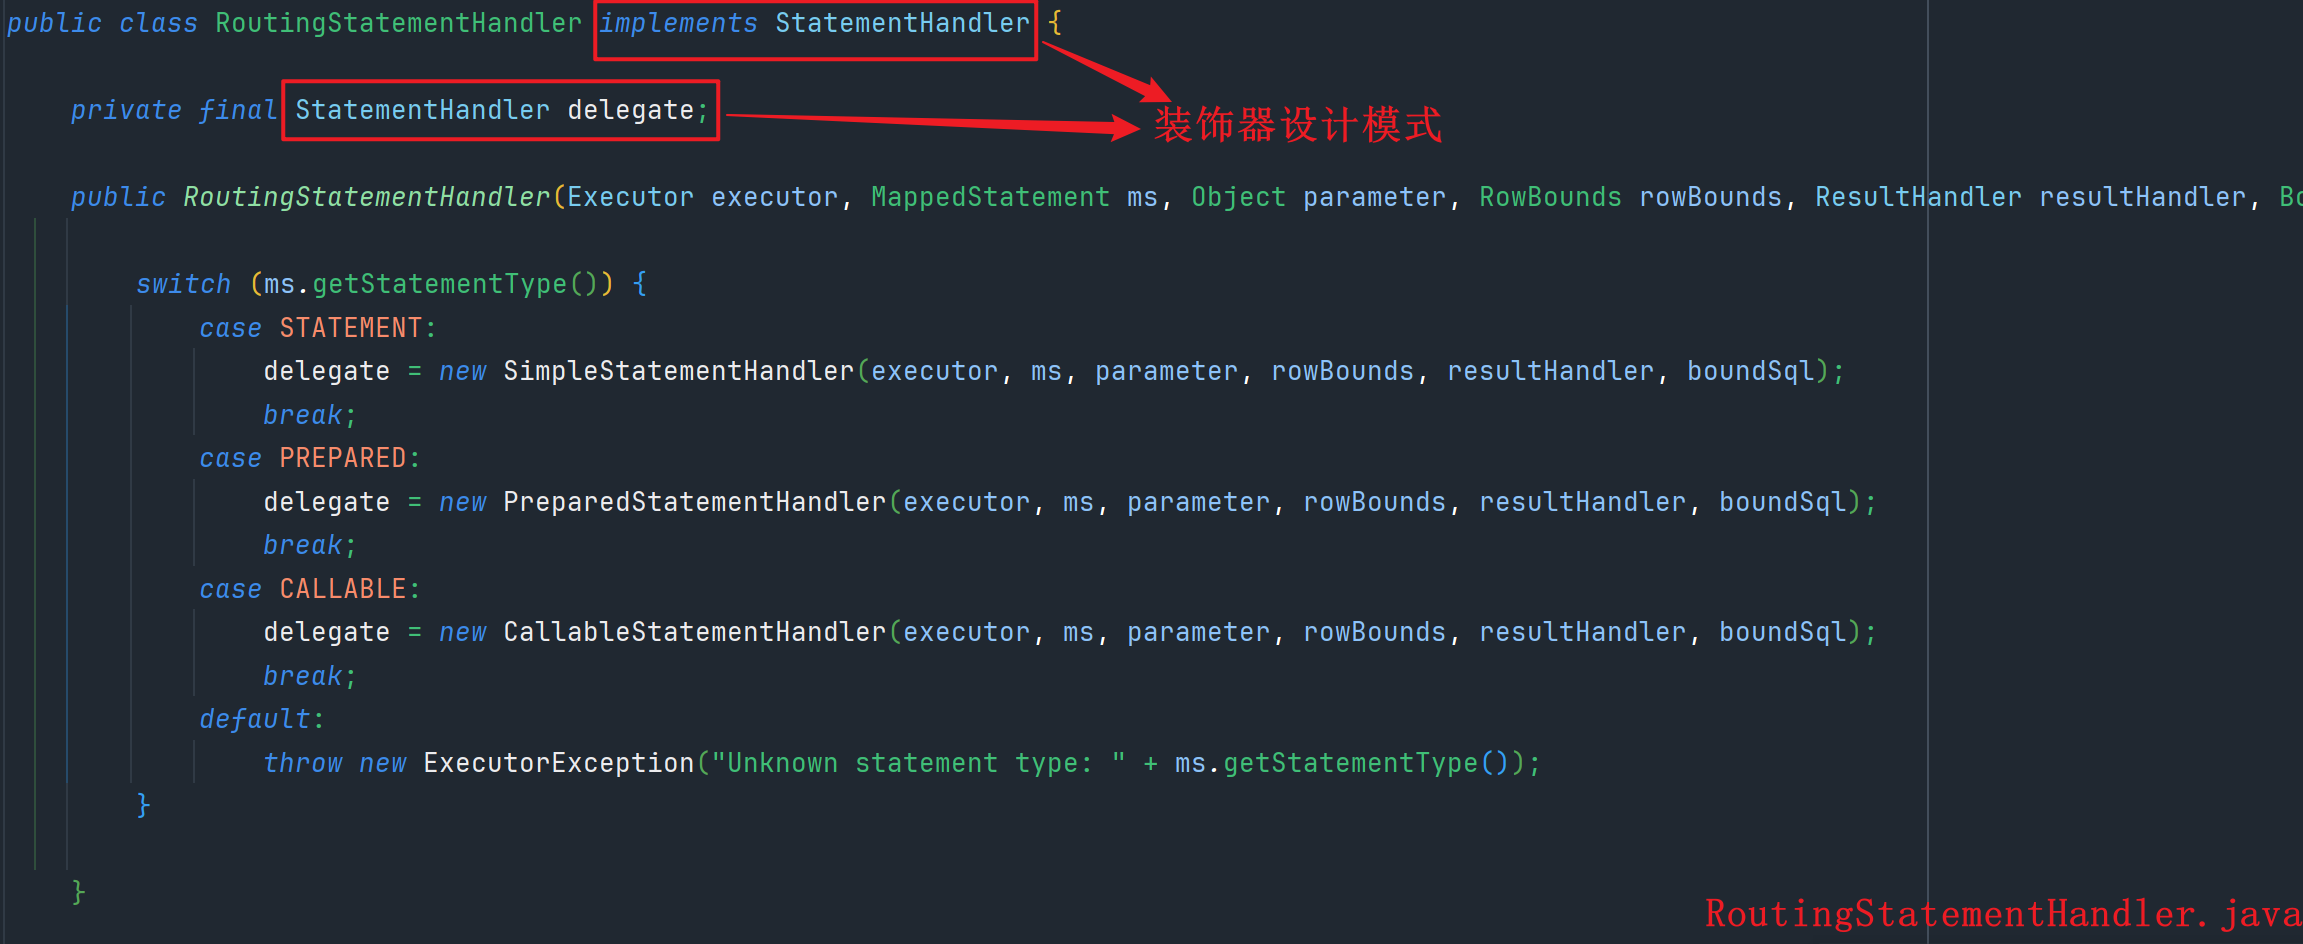 public class RoutingStatementHandler implements StatementHandler {
private final StatementHandler delegate;
装饰器设计模式
public RoutingStatementHandler(Executor executor, MappedStatement ms, Object parameter, RowBounds rowBounds, ResultHandler resultHandler, Bo
switch (ms.getStatementType()) {
case STATEMENT:
delegate = new SimpleStatementHandler(executor, ms, parameter, rowBounds, resultHandler, boundSql);
break;
case PREPARED:
delegate = new PreparedStatementHandler(executor, ms, parameter, rowBounds, resultHandler, boundSql);
break;
case CALLABLE:
delegate = new CallableStatementHandler(executor, ms, parameter, rowBounds, resultHandler, boundSql);
break;
default:
throw new ExecutorException("Unknown statement type: " + ms.getStatementType());
}
}
RoutingStatementHandler.java